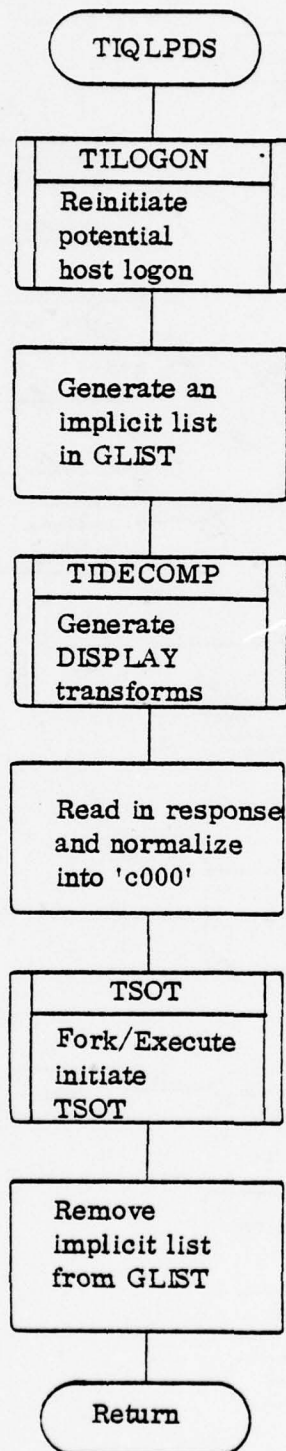 TIQLPDS
TILOGON
Reinitiate
potential
host logon
Generate an
implicit list
in GLIST
TIDECOMP
Generate
DISPLAY
transforms
Read in response
and normalize
into 'c000'
TSOT
Fork/Execute
initiate
TSOT
Remove
implicit list
from GLIST
Return